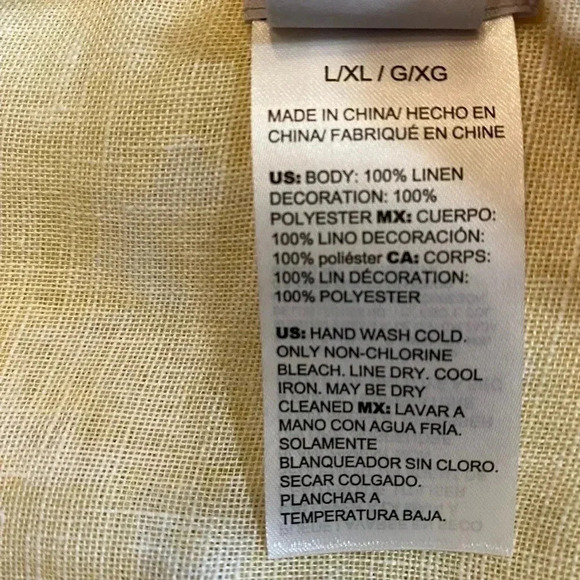 L/XL / G/XG
MADE IN CHINA/ HECHO EN
CHINA/ FABRIQUÉ EN CHINE
US: BODY: 100% LINEN
DECORATION: 100%
POLYESTER MX: CUERPO:
100% LINO DECORACIÓN:
100% poliéster CA: CORPS:
100% LIN DÉCORATION:
100% POLYESTER
US: HAND WASH COLD.
ONLY NON-CHLORINE
BLEACH. LINE DRY. COOL
IRON. MAY BE DRY
CLEANED MX: LAVAR A
MANO CON AGUA FRÍA.
SOLAMENTE
BLANQUEADOR SIN CLORO.
SECAR COLGADO.
PLANCHAR A
TEMPERATURA BAJA.